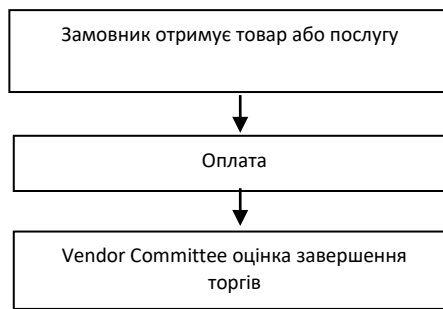 Замовник отримує товар або послугу
Оплата
Vendor Committee оцінка завершення
торгів